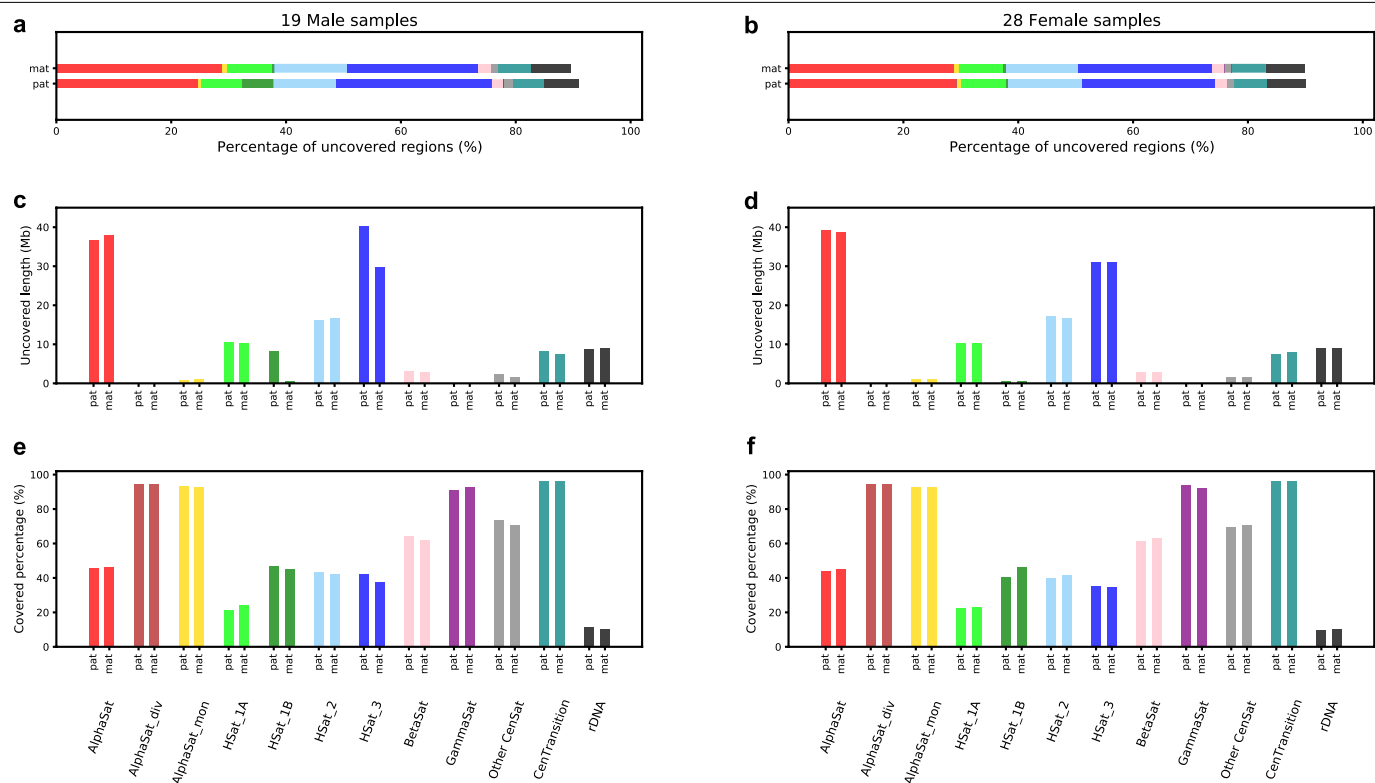 a
19 Male samples
mat
pat
0 20 40 60 80 100
Percentage of uncovered regions (%)
b
28 Female samples
mat
pat
0 20 40 60 80 100
Percentage of uncovered regions (%)
c
Uncovered length (Mb)
40
30
20
10
0
pat mat pat mat pat mat pat mat pat mat pat mat pat mat pat mat pat mat pat mat pat mat pat mat
d
Uncovered length (Mb)
40
30
20
10
0
pat mat pat mat pat mat pat mat pat mat pat mat pat mat pat mat pat mat pat mat pat mat pat mat
e
Covered percentage (%)
100
80
60
40
20
0
pat mat pat mat pat mat pat mat pat mat pat mat pat mat pat mat pat mat pat mat pat mat pat mat
AlphaSat AlphaSat_div AlphaSat_mon HSat_1A HSat_1B HSat_2 HSat_3 BetaSat GammaSat Other CenSat CenTransition rDNA
f
Covered percentage (%)
100
80
60
40
20
0
pat mat pat mat pat mat pat mat pat mat pat mat pat mat pat mat pat mat pat mat pat mat pat mat
AlphaSat AlphaSat_div AlphaSat_mon HSat_1A HSat_1B HSat_2 HSat_3 BetaSat GammaSat Other CenSat CenTransition rDNA